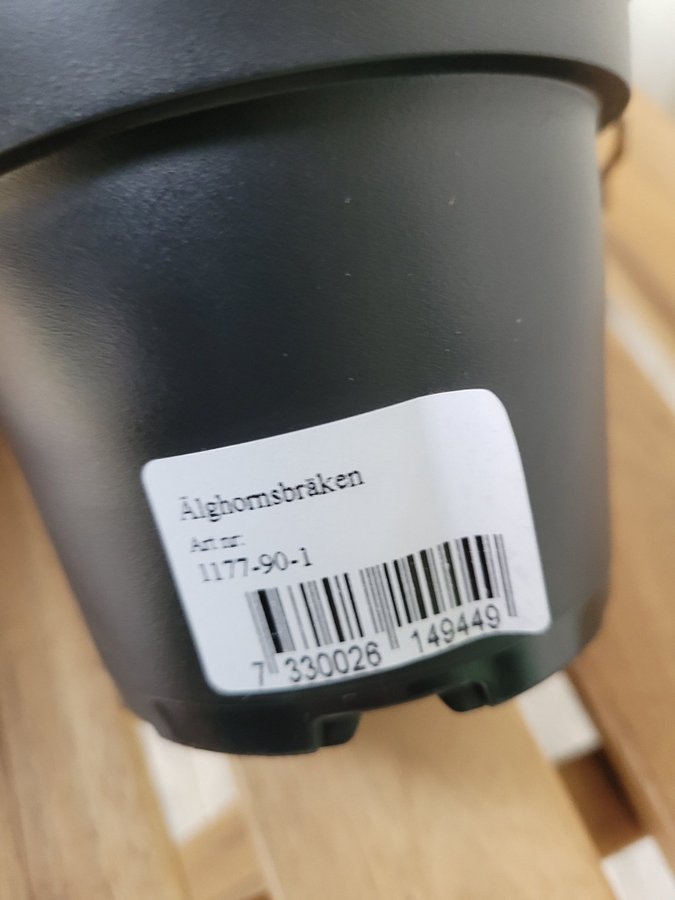 Älghornsbräken
Art nr:
1177-90-1
7 330026 149449